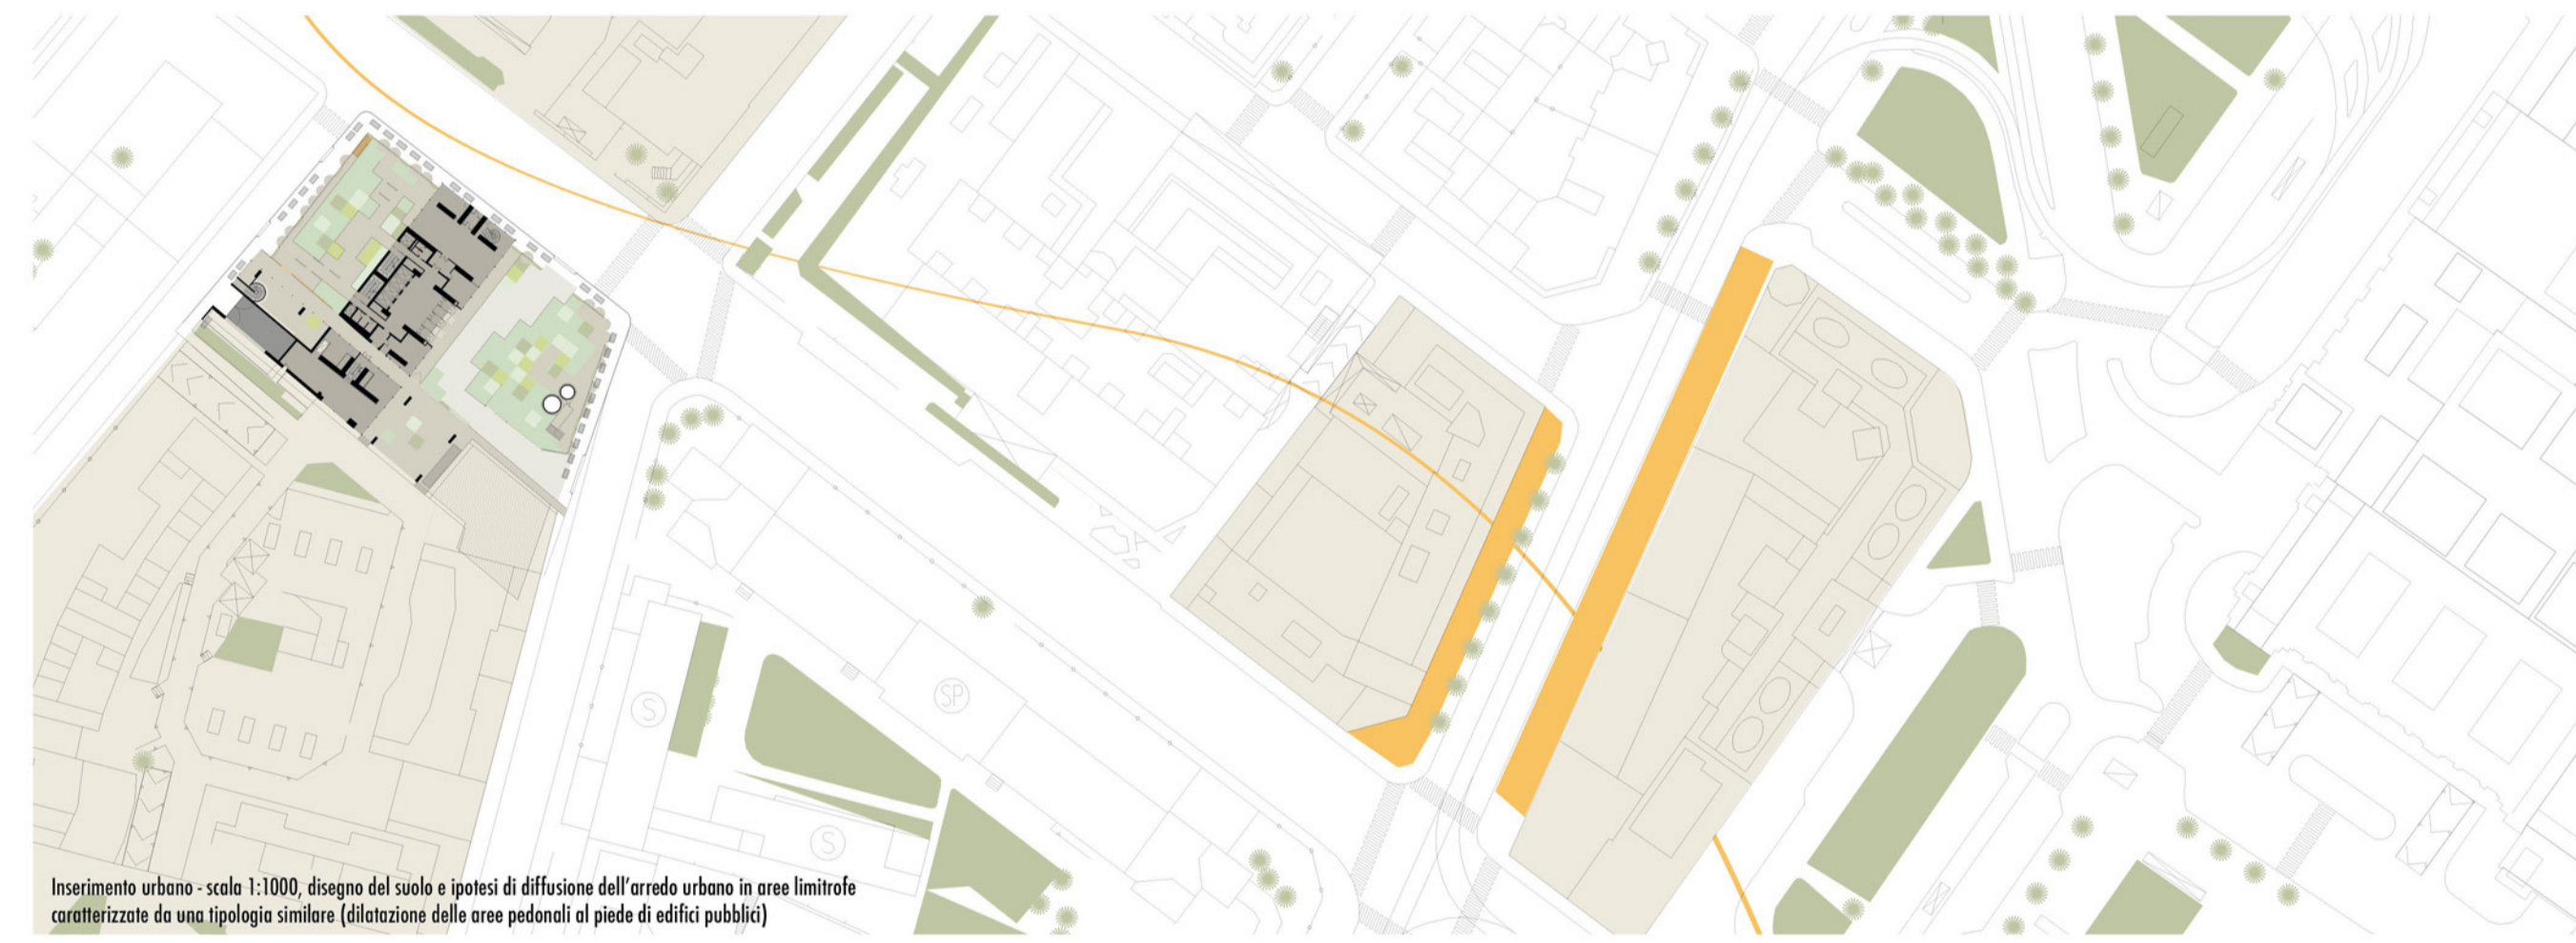 S
SP
S
Inserimento urbano - scala 1:1000, disegno del suolo e ipotesi di diffusione dell'arredo urbano in aree limitrofe
caratterizzate da una tipologia similare (dilatazione delle aree pedonali al piede di edifici pubblici)